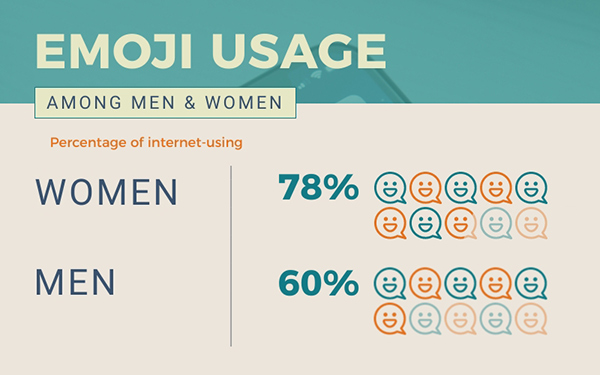 EMOJI USAGE
AMONG MEN & WOMEN
Percentage of internet-using
WOMEN 78%
MEN 60%